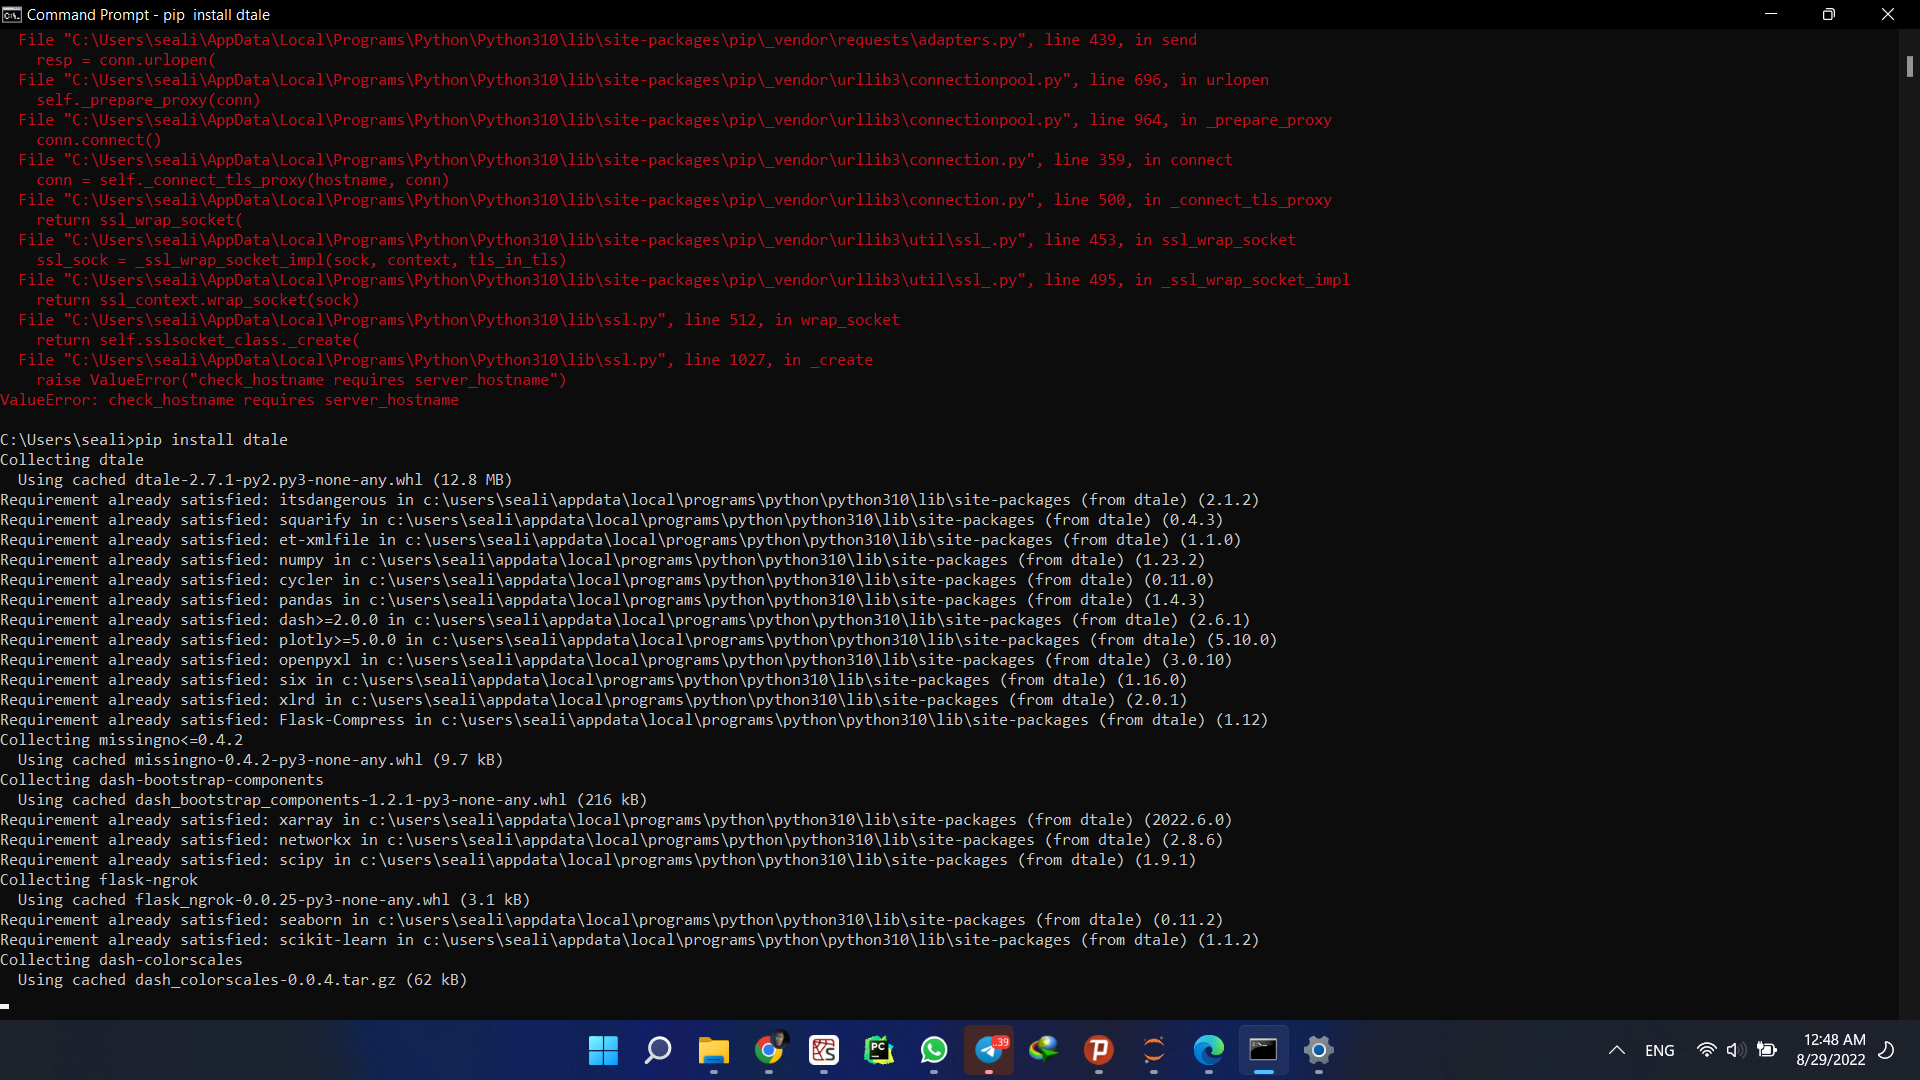 Command Prompt - pip  install dtale
  File "C:\Users\seali\AppData\Local\Programs\Python\Python310\lib\site-packages\pip\_vendor\requests\adapters.py", line 439, in send
    resp = conn.urlopen(
  File "C:\Users\seali\AppData\Local\Programs\Python\Python310\lib\site-packages\pip\_vendor\urllib3\connectionpool.py", line 696, in urlopen
    self._prepare_proxy(conn)
  File "C:\Users\seali\AppData\Local\Programs\Python\Python310\lib\site-packages\pip\_vendor\urllib3\connectionpool.py", line 964, in _prepare_proxy
    conn.connect()
  File "C:\Users\seali\AppData\Local\Programs\Python\Python310\lib\site-packages\pip\_vendor\urllib3\connection.py", line 359, in connect
    conn = self._connect_tls_proxy(hostname, conn)
  File "C:\Users\seali\AppData\Local\Programs\Python\Python310\lib\site-packages\pip\_vendor\urllib3\connection.py", line 500, in _connect_tls_proxy
    return ssl_wrap_socket(
  File "C:\Users\seali\AppData\Local\Programs\Python\Python310\lib\site-packages\pip\_vendor\urllib3\util\ssl_.py", line 453, in ssl_wrap_socket
    ssl_sock = _ssl_wrap_socket_impl(sock, context, tls_in_tls)
  File "C:\Users\seali\AppData\Local\Programs\Python\Python310\lib\site-packages\pip\_vendor\urllib3\util\ssl_.py", line 495, in _ssl_wrap_socket_impl
    return ssl_context.wrap_socket(sock)
  File "C:\Users\seali\AppData\Local\Programs\Python\Python310\lib\ssl.py", line 512, in wrap_socket
    return self.sslsocket_class._create(
  File "C:\Users\seali\AppData\Local\Programs\Python\Python310\lib\ssl.py", line 1027, in _create
    raise ValueError("check_hostname requires server_hostname")
ValueError: check_hostname requires server_hostname
C:\Users\seali>pip install dtale
Collecting dtale
  Using cached dtale-2.7.1-py2.py3-none-any.whl (12.8 MB)
Requirement already satisfied: itsdangerous in c:\users\seali\appdata\local\programs\python\python310\lib\site-packages (from dtale) (2.1.2)
Requirement already satisfied: squarify in c:\users\seali\appdata\local\programs\python\python310\lib\site-packages (from dtale) (0.4.3)
Requirement already satisfied: et-xmlfile in c:\users\seali\appdata\local\programs\python\python310\lib\site-packages (from dtale) (1.1.0)
Requirement already satisfied: numpy in c:\users\seali\appdata\local\programs\python\python310\lib\site-packages (from dtale) (1.23.2)
Requirement already satisfied: cycler in c:\users\seali\appdata\local\programs\python\python310\lib\site-packages (from dtale) (0.11.0)
Requirement already satisfied: pandas in c:\users\seali\appdata\local\programs\python\python310\lib\site-packages (from dtale) (1.4.3)
Requirement already satisfied: dash>=2.0.0 in c:\users\seali\appdata\local\programs\python\python310\lib\site-packages (from dtale) (2.6.1)
Requirement already satisfied: plotly>=5.0.0 in c:\users\seali\appdata\local\programs\python\python310\lib\site-packages (from dtale) (5.10.0)
Requirement already satisfied: openpyxl in c:\users\seali\appdata\local\programs\python\python310\lib\site-packages (from dtale) (3.0.10)
Requirement already satisfied: six in c:\users\seali\appdata\local\programs\python\python310\lib\site-packages (from dtale) (1.16.0)
Requirement already satisfied: xlrd in c:\users\seali\appdata\local\programs\python\python310\lib\site-packages (from dtale) (2.0.1)
Requirement already satisfied: Flask-Compress in c:\users\seali\appdata\local\programs\python\python310\lib\site-packages (from dtale) (1.12)
Collecting missingno<=0.4.2
  Using cached missingno-0.4.2-py3-none-any.whl (9.7 kB)
Collecting dash-bootstrap-components
  Using cached dash_bootstrap_components-1.2.1-py3-none-any.whl (216 kB)
Requirement already satisfied: xarray in c:\users\seali\appdata\local\programs\python\python310\lib\site-packages (from dtale) (2022.6.0)
Requirement already satisfied: networkx in c:\users\seali\appdata\local\programs\python\python310\lib\site-packages (from dtale) (2.8.6)
Requirement already satisfied: scipy in c:\users\seali\appdata\local\programs\python\python310\lib\site-packages (from dtale) (1.9.1)
Collecting flask-ngrok
  Using cached flask_ngrok-0.0.25-py3-none-any.whl (3.1 kB)
Requirement already satisfied: seaborn in c:\users\seali\appdata\local\programs\python\python310\lib\site-packages (from dtale) (0.11.2)
Requirement already satisfied: scikit-learn in c:\users\seali\appdata\local\programs\python\python310\lib\site-packages (from dtale) (1.1.2)
Collecting dash-colorscales
  Using cached dash_colorscales-0.0.4.tar.gz (62 kB)
PC
39
ENG
12:48 AM
8/29/2022